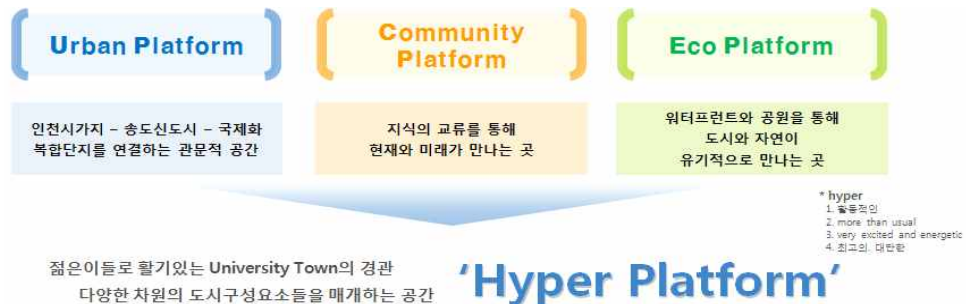 Urban Platform
Community
Platform
Eco Platform
인천시가지 – 송도신도시 – 국제화
복합단지를 연결하는 관문적 공간
지식의 교류를 통해
현재와 미래가 만나는 곳
워터프런트와 공원을 통해
도시와 자연이
유기적으로 만나는 곳
* hyper
1. 활동적인
2. more than usual
3. very excited and energetic
4. 최고의, 대단한
젊은이들로 활기있는 University Town의 경관
다양한 차원의 도시구성요소들을 매개하는 공간
'Hyper Platform'